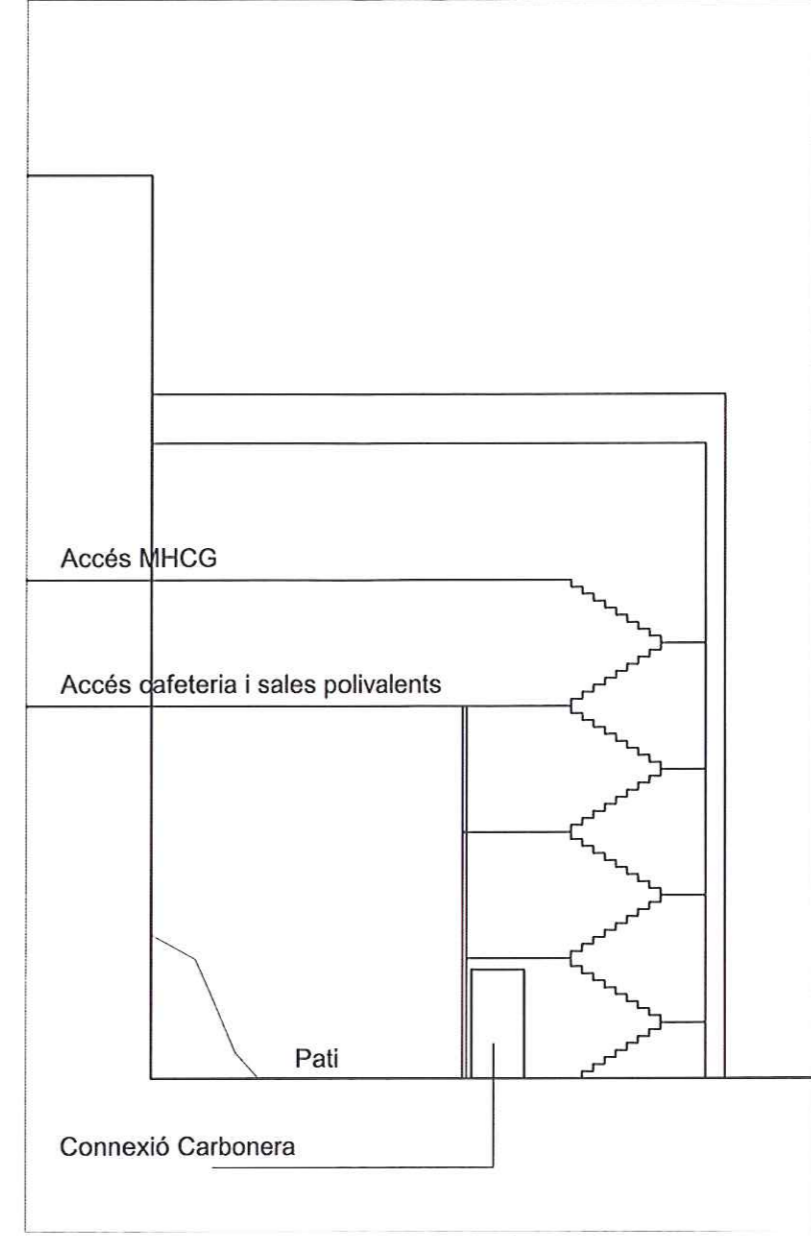 Accés MHCG
Accés cafeteria i sales polivalents
Pati
Connexió Carbonera